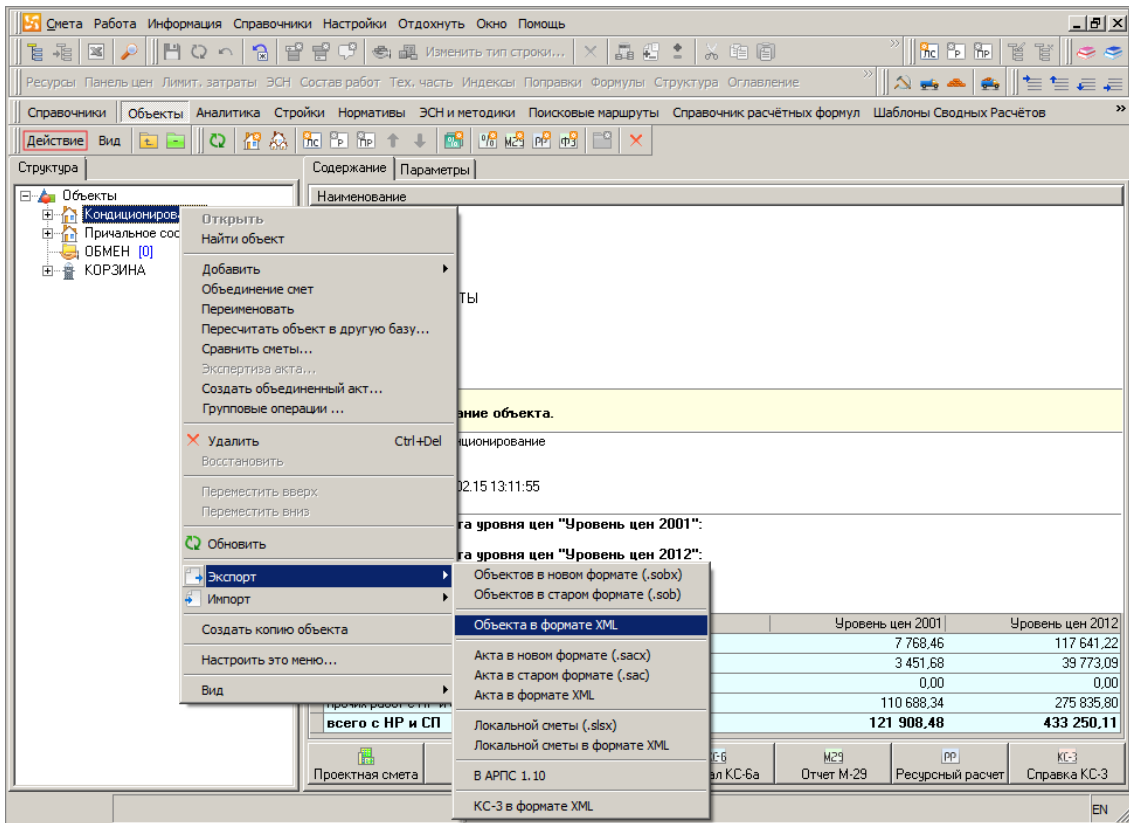 Смета Работа Информация Справочники Настройки Отдохнуть Окно Помощь
Изменить тип строки...
Ресурсы Панель цен Лимит. затраты ЭСН Состав работ Тех. часть Индексы Поправки Формулы Структура Оглавление
Справочники Объекты Аналитика Стройки Нормативы ЭСН и методики Поисковые маршруты Справочник расчётных формул Шаблоны Сводных Расчётов
Действие Вид
Структура Содержание Параметры
Объекты
Наименование
Кондициониров
Причальное соо
ОБМЕН [0]
КОРЗИНА
Открыть
Найти объект
Добавить
Объединение смет
Переименовать
Пересчитать объект в другую базу...
Сравнить сметы...
Экспертиза акта...
Создать объединенный акт...
Групповые операции ...
Удалить Ctrl+Del
Восстановить
Переместить вверх
Переместить вниз
Обновить
Экспорт
Импорт
Создать копию объекта
Настроить это меню...
Вид
ТЫ
ание объекта.
нционирование
02.15 13:11:55
та уровня цен "Уровень цен 2001":
та уровня цен "Уровень цен 2012":
Объектов в новом формате (.sobx)
Объектов в старом формате (.sob)
Объекта в формате XML
Акта в новом формате (.sacx)
Акта в старом формате (.sac)
Акта в формате XML
Локальной сметы (.slsx)
Локальной сметы в формате XML
В АРПС 1.10
КС-3 в формате XML
Уровень цен 2001 Уровень цен 2012
7 768,46 117 641,22
3 451,68 39 773,09
0,00 0,00
110 688,34 275 835,80
всего с НР и СП 121 908,48 433 250,11
Проектная смета
ал КС-6а
М29
Отчет М-29
РР
Ресурсный расчет
КС-3
Справка КС-3
EN